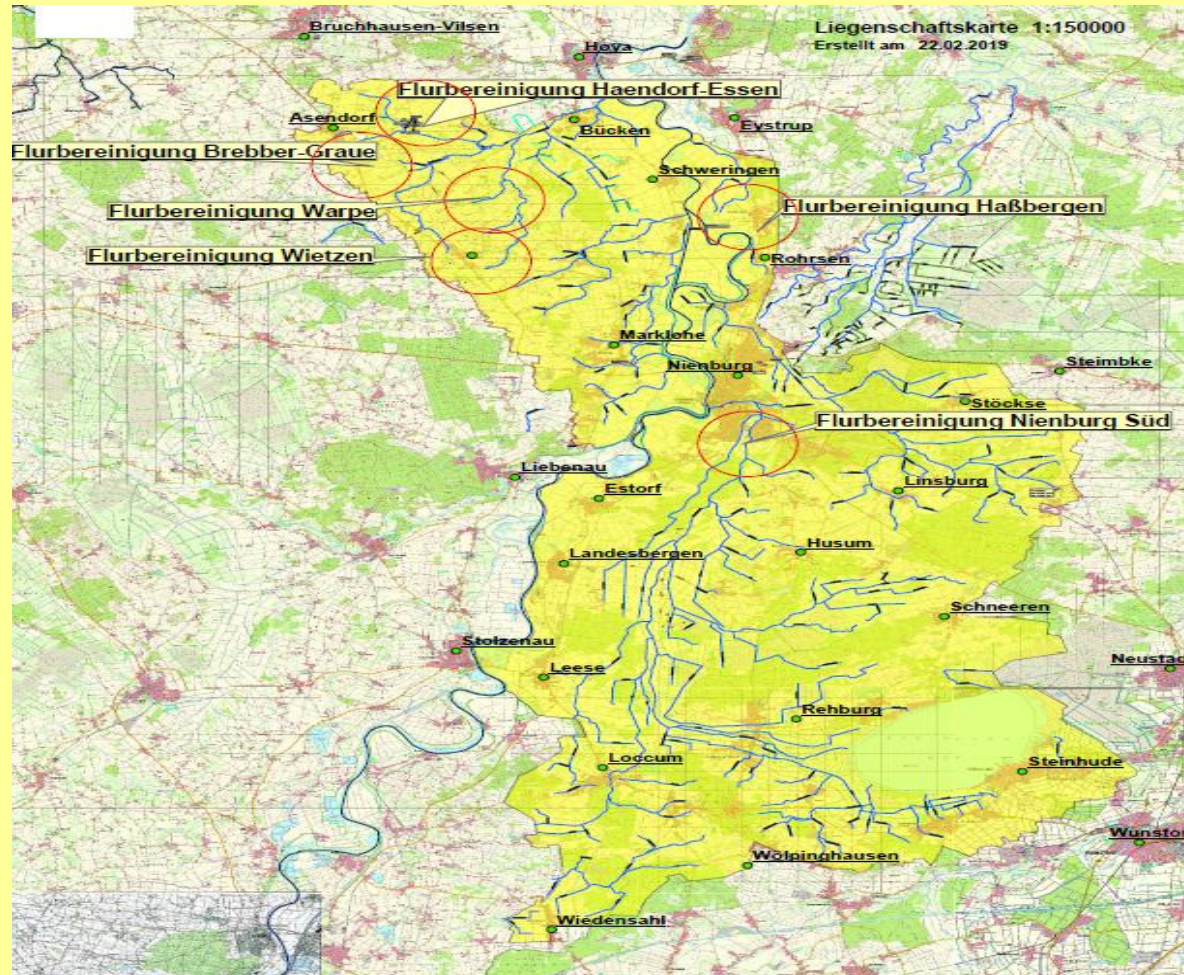 Bruchhausen-Vilsen
Liegenschaftskarte 1:150000
Erstellt am 22.02.2019
Hoya
Flurbereinigung Haendorf-Essen
Asendorf
Bücken
Eystrup
Flurbereinigung Brebber-Graue
Schweringen
Flurbereinigung Warpe
Flurbereinigung Haßbergen
Flurbereinigung Wietzen
Rohrsen
Marklohe
Nienburg
Steimbke
Stöckse
Flurbereinigung Nienburg Süd
Liebenau
Estorf
Linsburg
Landesbergen
Husum
Schneeren
Stolzenau
Leese
Neustad
Rehburg
Loccum
Steinhude
Wunstor
Wölpinghausen
Wiedensahl